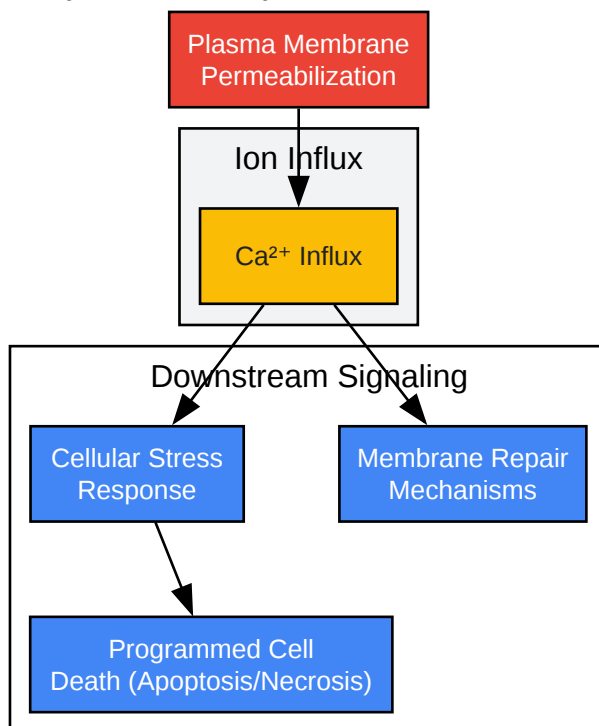 Plasma Membrane
Permeabilization
Ion Influx
Ca²⁺ Influx
Downstream Signaling
Cellular Stress
Response
Membrane Repair
Mechanisms
Programmed Cell
Death (Apoptosis/Necrosis)